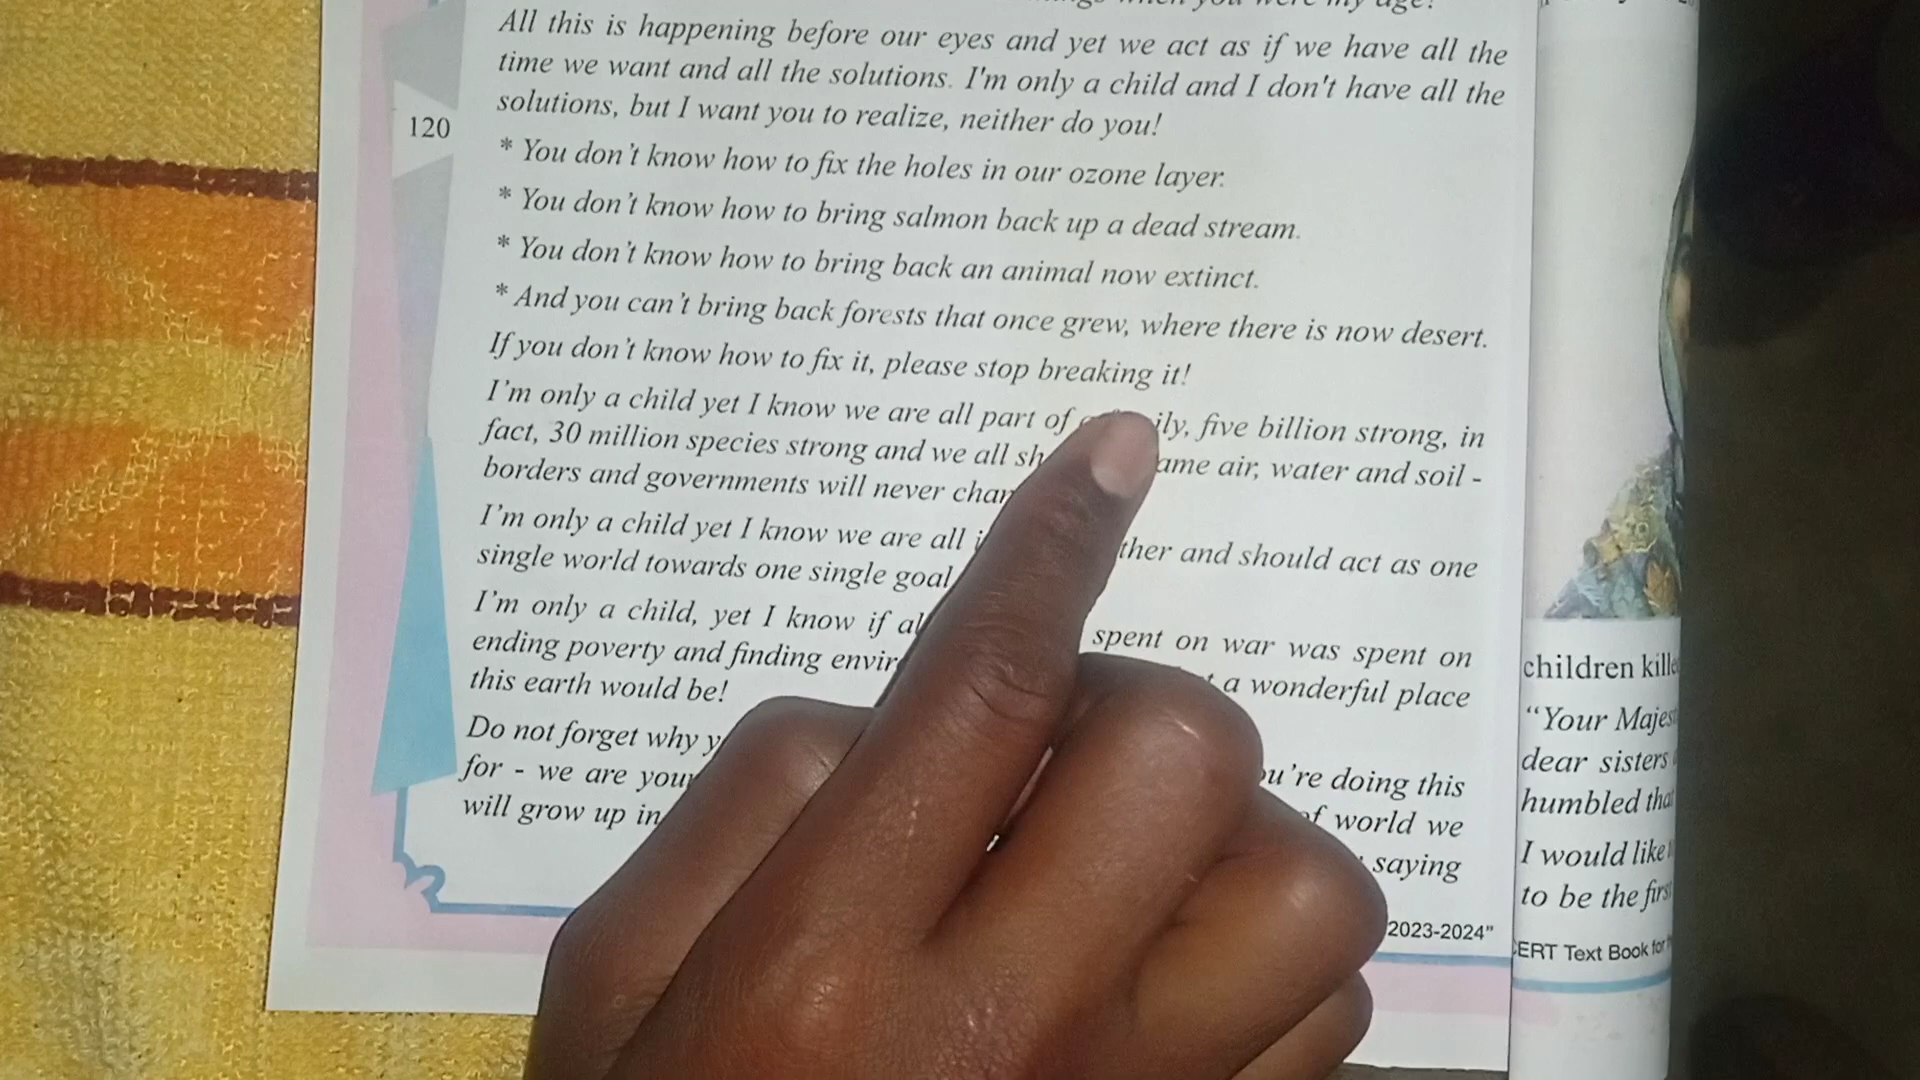 when you were my age!
All this is happening before our eyes and yet we act as if we have all the
time we want and all the solutions. I'm only a child and I don't have all the
solutions, but I want you to realize, neither do you!
120
* You don't know how to fix the holes in our ozone layer.
* You don't know how to bring salmon back up a dead stream.
* You don't know how to bring back an animal now extinct.
* And you can't bring back forests that once grew, where there is now desert.
If you don't know how to fix it, please stop breaking it!
I'm only a child yet I know we are all part of ily, five billion strong, in
fact, 30 million species strong and we all sh ame air, water and soil -
borders and governments will never chan
I'm only a child yet I know we are all i ther and should act as one
single world towards one single goal
I'm only a child, yet I know if al spent on war was spent on
ending poverty and finding envir a wonderful place
this earth would be!
Do not forget why y ou're doing this
for - we are your of world we
will grow up in saying
2023-2024"
children kille
"Your Majes
dear sisters
humbled tha
I would like
to be the firs
CERT Text Book for